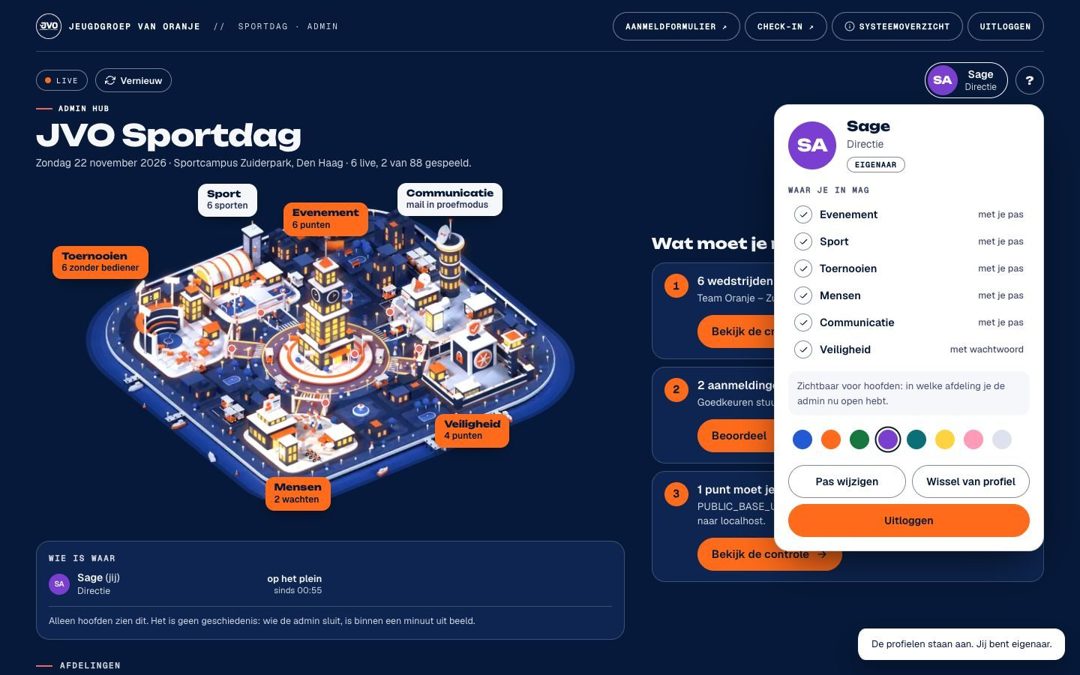 JVO JEUGDGROEP VAN ORANJE // SPORTDAG · ADMIN
AANMELDFORMULIER ↗
CHECK-IN ↗
SYSTEEMOVERZICHT
UITLOGGEN
LIVE
Vernieuw
SA
Sage
Directie
?
ADMIN HUB
JVO Sportdag
Zondag 22 november 2026 · Sportcampus Zuiderpark, Den Haag · 6 live, 2 van 88 gespeeld.
Sport
6 sporten
Evenement
6 punten
Communicatie
mail in proefmodus
Toernooien
6 zonder bediener
Veiligheid
4 punten
Mensen
2 wachten
WIE IS WAAR
SA
Sage (jij)
Directie
op het plein
sinds 00:55
Alleen hoofden zien dit. Het is geen geschiedenis: wie de admin sluit, is binnen een minuut uit beeld.
AFDELINGEN
Wat moet je
1
6 wedstrijden
Team Oranje –
Bekijk de
2
2
Goedkeuren
Beoordeel
3
1 punt moet je
naar localhost.
Bekijk de controle →
SA
Sage
Directie
EIGENAAR
WAAR JE IN MAG
Evenement met je pas
Sport met je pas
Toernooien met je pas
Mensen met je pas
Communicatie met je pas
Veiligheid met wachtwoord
Zichtbaar voor hoofden: in welke afdeling je de
admin nu open hebt.
Pas wijzigen
Wissel van profiel
Uitloggen
De profielen staan aan. Jij bent eigenaar.